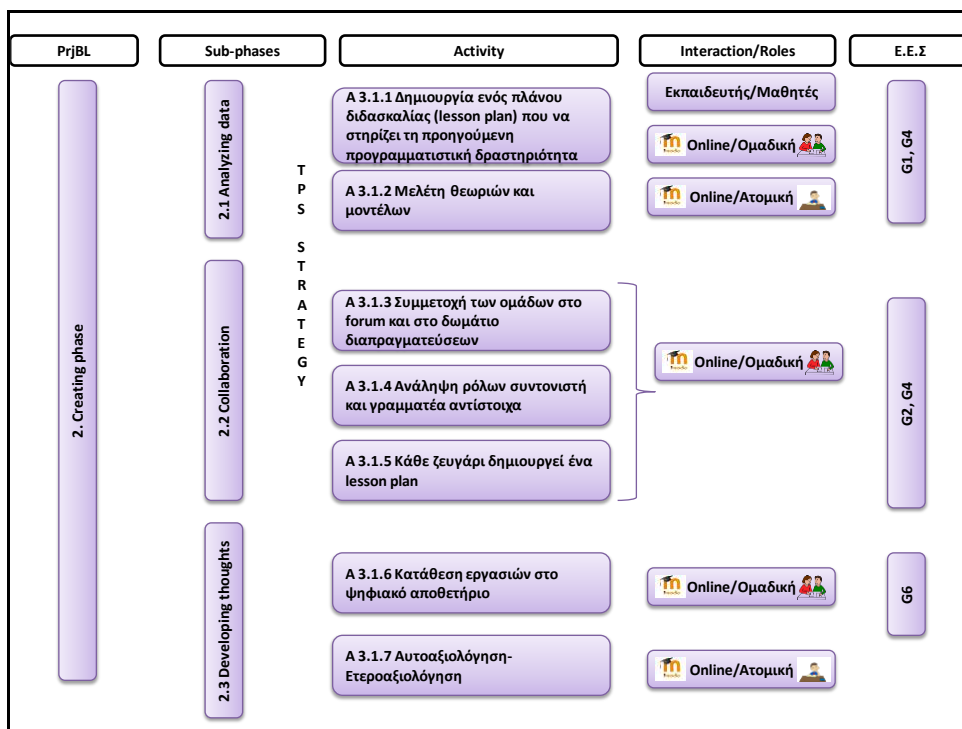 PrjBL
Sub-phases
Activity
Interaction/Roles
Ε.Ε.Σ
2. Creating phase
2.1 Analyzing data
TPS STRATEGY
Α 3.1.1 Δημιουργία ενός πλάνου
διδασκαλίας (lesson plan) που να
στηρίζει τη προηγούμενη
προγραμματιστική δραστηριότητα
Εκπαιδευτής/Μαθητές
Online/Ομαδική
G1, G4
Α 3.1.2 Μελέτη θεωριών και
μοντέλων
Online/Ατομική
2.2 Collaboration
Α 3.1.3 Συμμετοχή των ομάδων στο
forum και στο δωμάτιο
διαπραγματεύσεων
Α 3.1.4 Ανάληψη ρόλων συντονιστή
και γραμματέα αντίστοιχα
Α 3.1.5 Κάθε ζευγάρι δημιουργεί ένα
lesson plan
Online/Ομαδική
G2, G4
2.3 Developing thoughts
Α 3.1.6 Κατάθεση εργασιών στο
ψηφιακό αποθετήριο
Online/Ομαδική
G6
Α 3.1.7 Αυτοαξιολόγηση-
Ετεροαξιολόγηση
Online/Ατομική